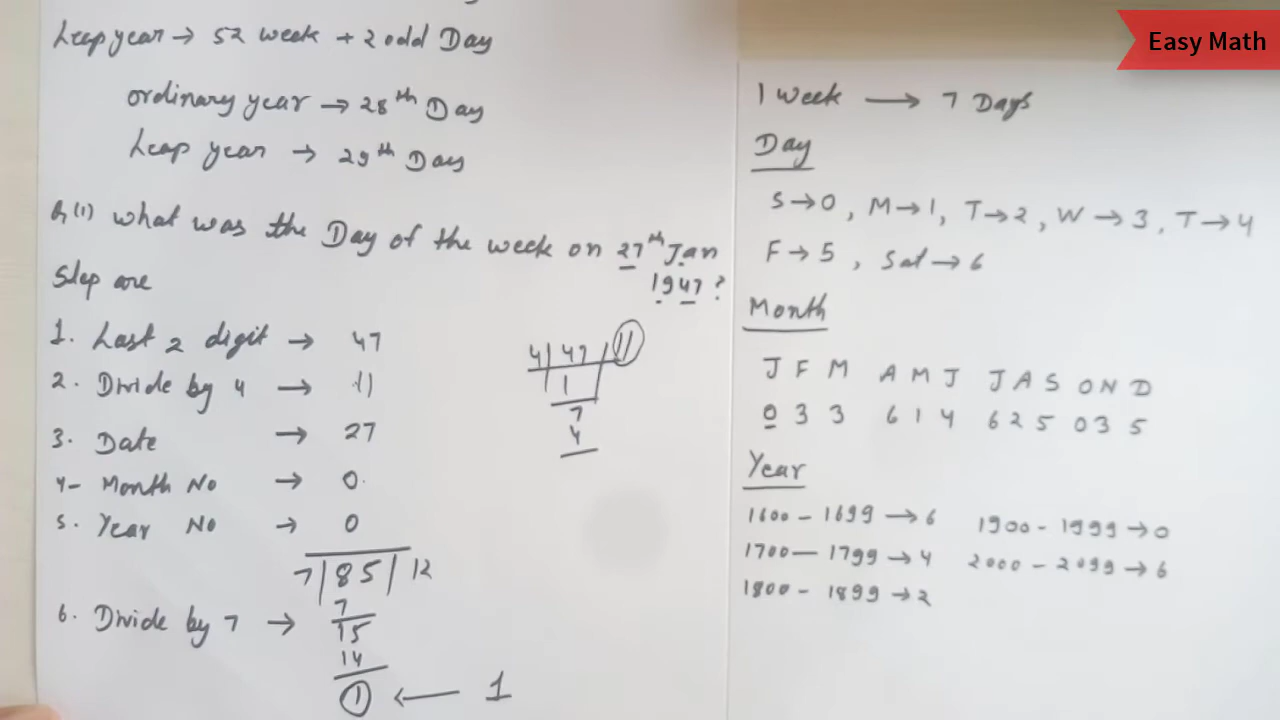 Easy Math
Leap year → 52 week + 2 odd Day
ordinary year → 28th Day
Leap year → 29th Day
Q(1) what was the Day of the week on 27th Jan
1947?
Step are
1. Last 2 digit → 47
2. Divide by 4 → 11
3. Date → 27
4- Month No → 0.
5. Year No → 0
7|85|12
6. Divide by 7 → 7
15
14
1 ← 1
4|47|11
1
7
4
1 Week → 7 Days
Day
S→0, M→1, T→2, W→3, T→4
F→5, Sat→6
Month
J F M A M J J A S O N D
0 3 3 6 1 4 6 2 5 0 3 5
Year
1600 - 1699 → 6 1900 - 1999 → 0
1700 - 1799 → 4 2000 - 2099 → 6
1800 - 1899 → 2